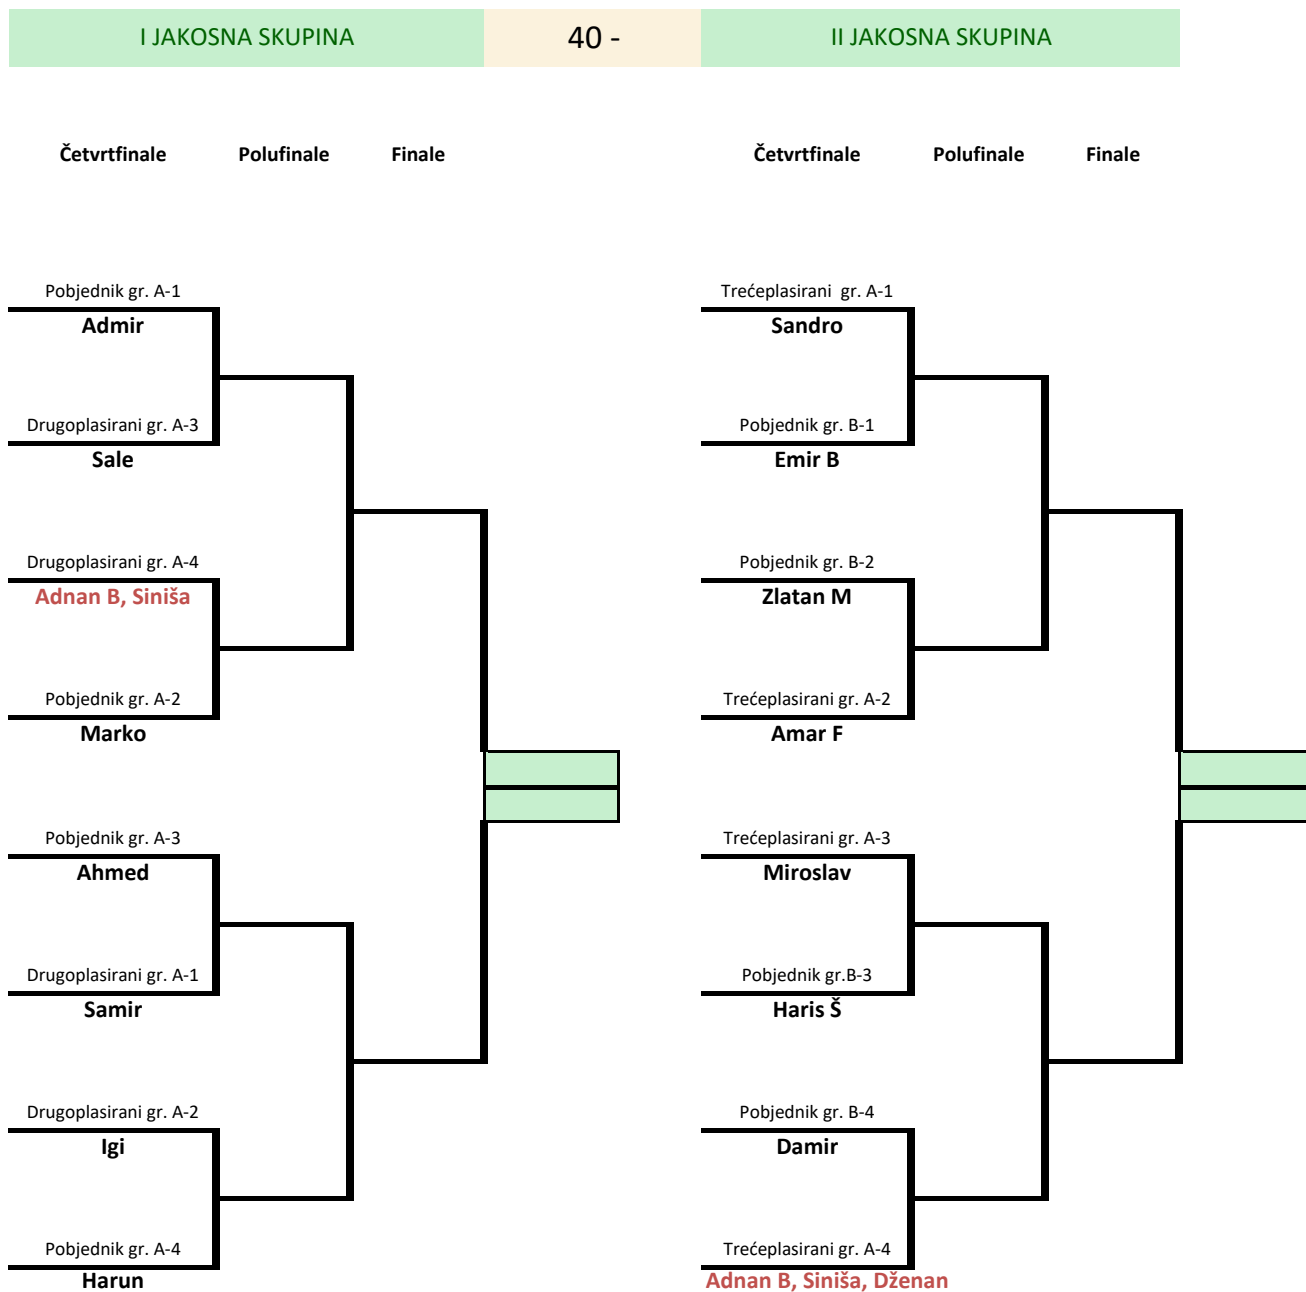 I JAKOSNA SKUPINA
40 -
II JAKOSNA SKUPINA
Četvrtfinale
Polufinale
Finale
Četvrtfinale
Polufinale
Finale
Pobjednik gr. A-1
Admir
Drugoplasirani gr. A-3
Sale
Drugoplasirani gr. A-4
Adnan B, Siniša
Pobjednik gr. A-2
Marko
Pobjednik gr. A-3
Ahmed
Drugoplasirani gr. A-1
Samir
Drugoplasirani gr. A-2
Igi
Pobjednik gr. A-4
Harun
Trećeplasirani  gr. A-1
Sandro
Pobjednik gr. B-1
Emir B
Pobjednik gr. B-2
Zlatan M
Trećeplasirani gr. A-2
Amar F
Trećeplasirani gr. A-3
Miroslav
Pobjednik gr.B-3
Haris Š
Pobjednik gr. B-4
Damir
Trećeplasirani gr. A-4
Adnan B, Siniša, Dženan